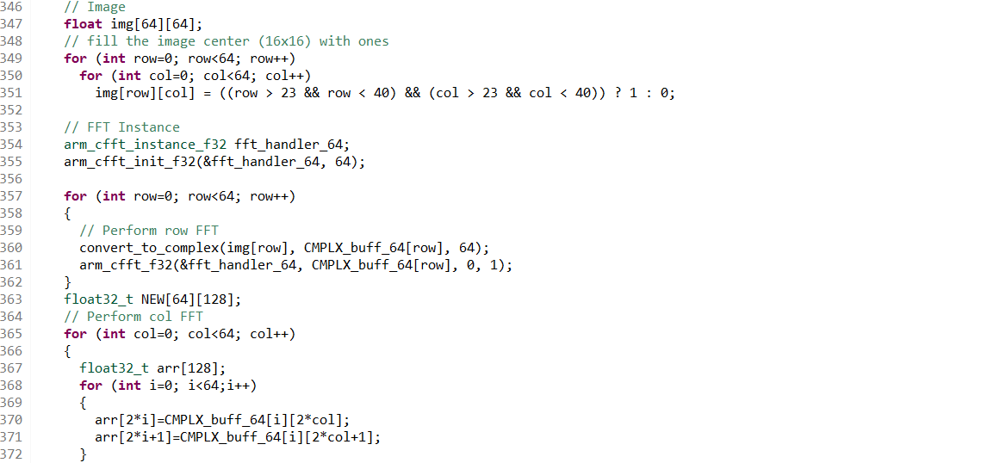 346 // Image
347 float img[64][64];
348 // fill the image center (16x16) with ones
349 for (int row=0; row<64; row++)
350 for (int col=0; col<64; col++)
351 img[row][col] = ((row > 23 && row < 40) && (col > 23 && col < 40)) ? 1 : 0;
352
353 // FFT Instance
354 arm_cfft_instance_f32 fft_handler_64;
355 arm_cfft_init_f32(&fft_handler_64, 64);
356
357 for (int row=0; row<64; row++)
358 {
359 // Perform row FFT
360 convert_to_complex(img[row], CMPLX_buff_64[row], 64);
361 arm_cfft_f32(&fft_handler_64, CMPLX_buff_64[row], 0, 1);
362 }
363 float32_t NEW[64][128];
364 // Perform col FFT
365 for (int col=0; col<64; col++)
366 {
367 float32_t arr[128];
368 for (int i=0; i<64;i++)
369 {
370 arr[2*i]=CMPLX_buff_64[i][2*col];
371 arr[2*i+1]=CMPLX_buff_64[i][2*col+1];
372 }